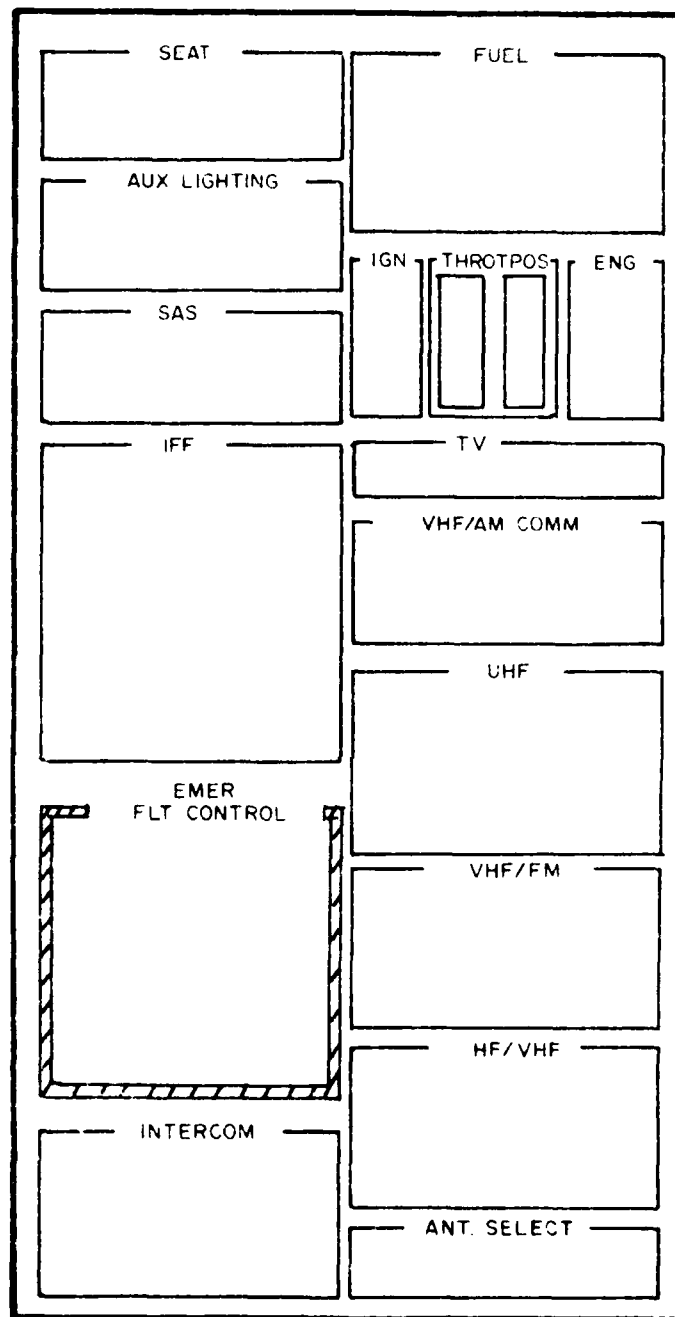 SEAT
AUX LIGHTING
SAS
IFF
EMER
FLT CONTROL
INTERCOM
FUEL
IGN
THROTPOS
ENG
TV
VHF/AM COMM
UHF
VHF/FM
HF/VHF
ANT. SELECT